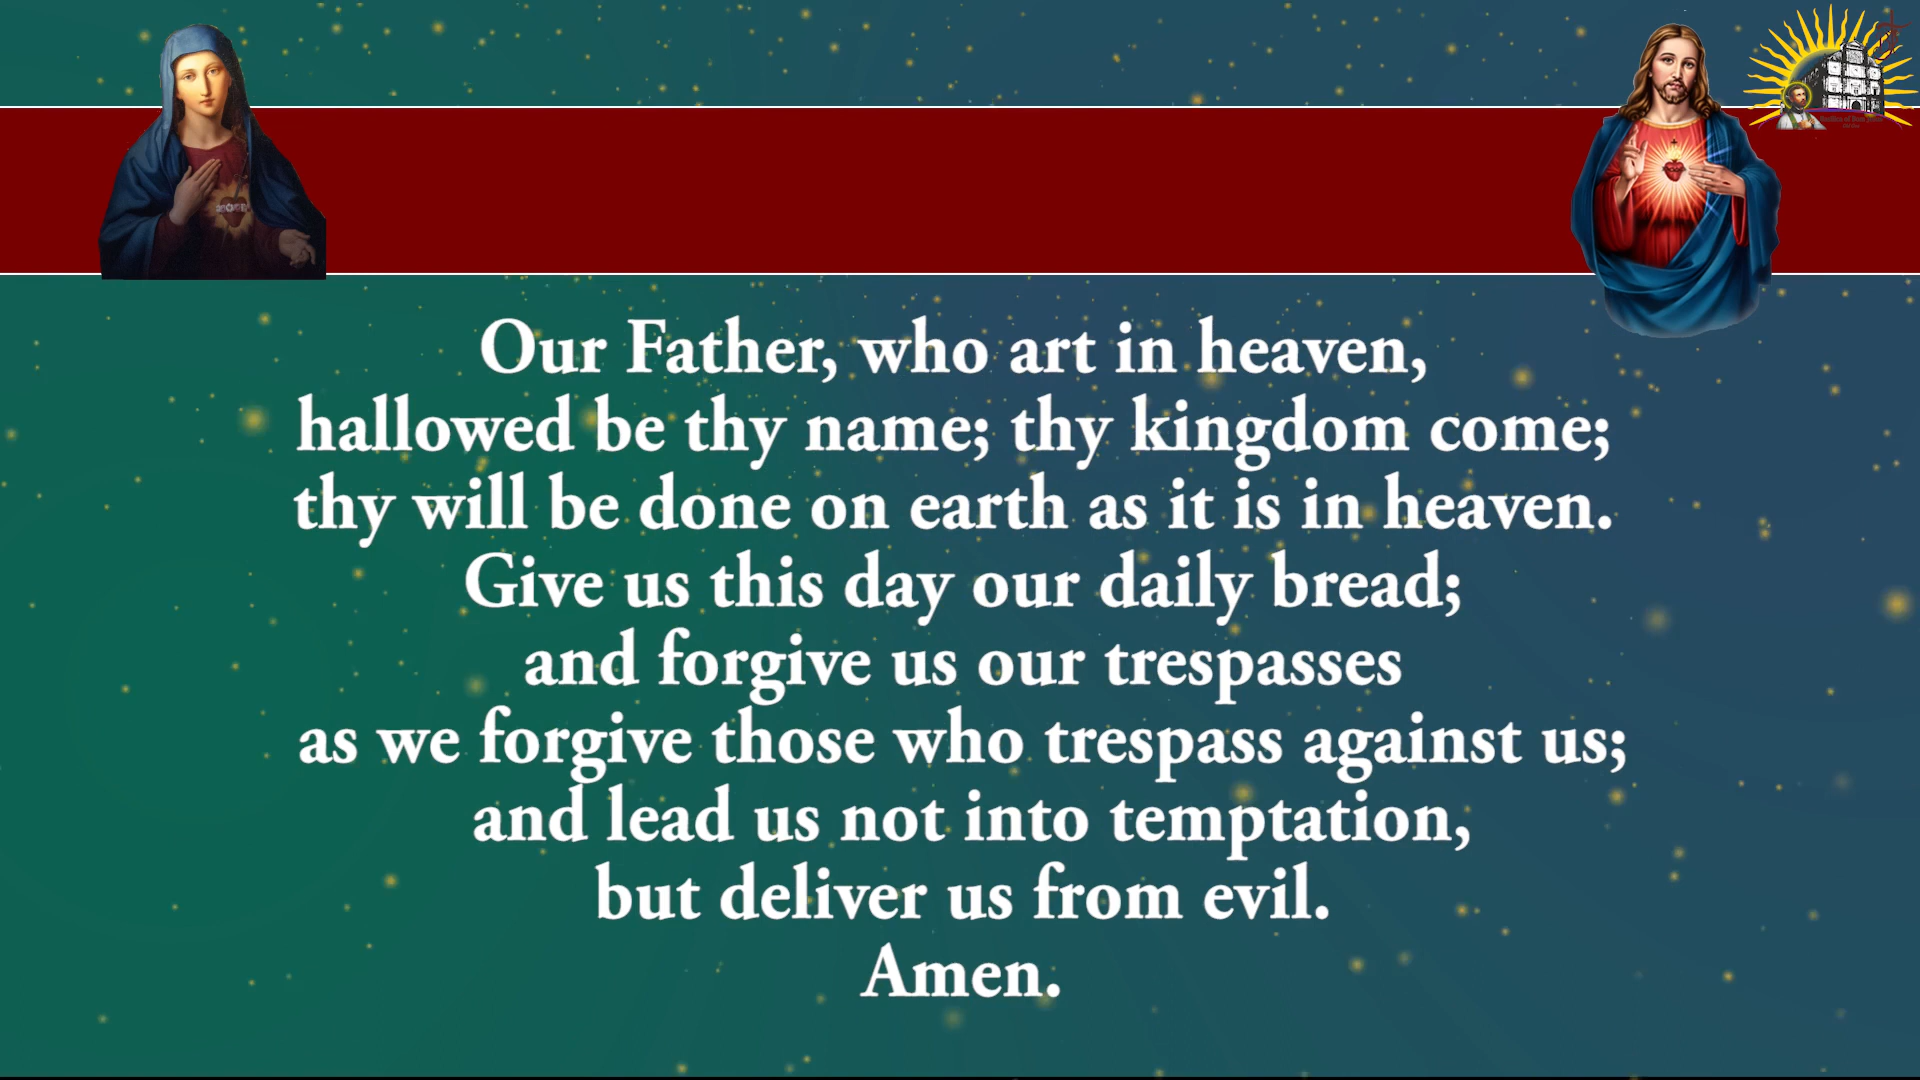 Our Father, who art in heaven,
hallowed be thy name; thy kingdom come;
thy will be done on earth as it is in heaven.
Give us this day our daily bread;
and forgive us our trespasses
as we forgive those who trespass against us;
and lead us not into temptation,
but deliver us from evil.
Amen.